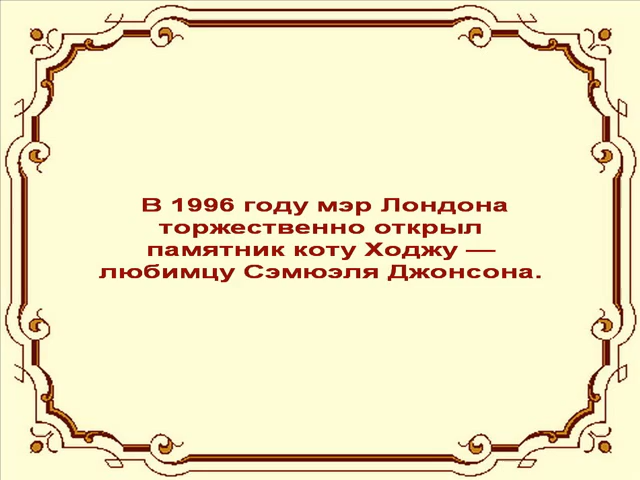 В 1996 году мэр Лондона
торжественно открыл
памятник коту Ходжу —
любимцу Сэмюэля Джонсона.